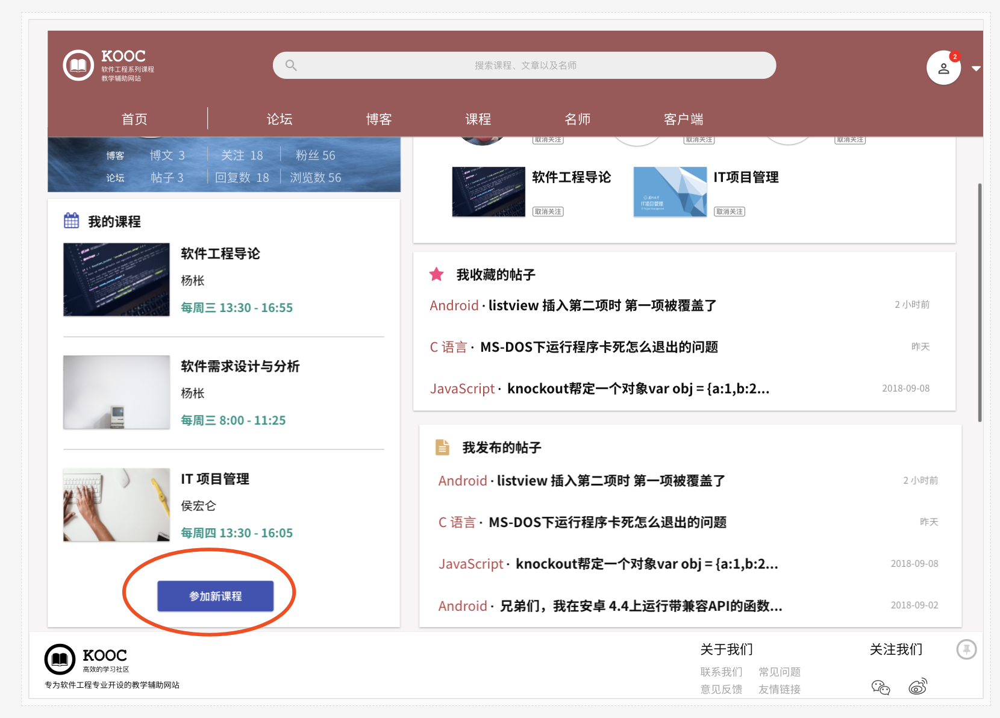 KOOC
软件工程系列课程
教学辅助网站
搜索课程、文章以及名师
2
首页
论坛
博客
课程
名师
客户端
博客 博文 3 关注 18 粉丝 56
论坛 帖子 3 回复数 18 浏览数 56
我的课程
软件工程导论
杨枨
每周三 13:30 - 16:55
软件需求设计与分析
杨枨
每周三 8:00 - 11:25
IT 项目管理
侯宏仑
每周四 13:30 - 16:05
参加新课程
取消关注
取消关注
取消关注
软件工程导论
取消关注
IT项目管理
IT项目管理
取消关注
我收藏的帖子
Android · listview 插入第二项时 第一项被覆盖了 2 小时前
C 语言 · MS-DOS下运行程序卡死怎么退出的问题 昨天
JavaScript · knockout帮定一个对象var obj = {a:1,b:2... 2018-09-08
我发布的帖子
Android · listview 插入第二项时 第一项被覆盖了 2 小时前
C 语言 · MS-DOS下运行程序卡死怎么退出的问题 昨天
JavaScript · knockout帮定一个对象var obj = {a:1,b:2... 2018-09-08
Android · 兄弟们，我在安卓 4.4上运行带兼容API的函数... 2018-09-02
KOOC
高效的学习社区
专为软件工程专业开设的教学辅助网站
关于我们
联系我们 常见问题
意见反馈 友情链接
关注我们